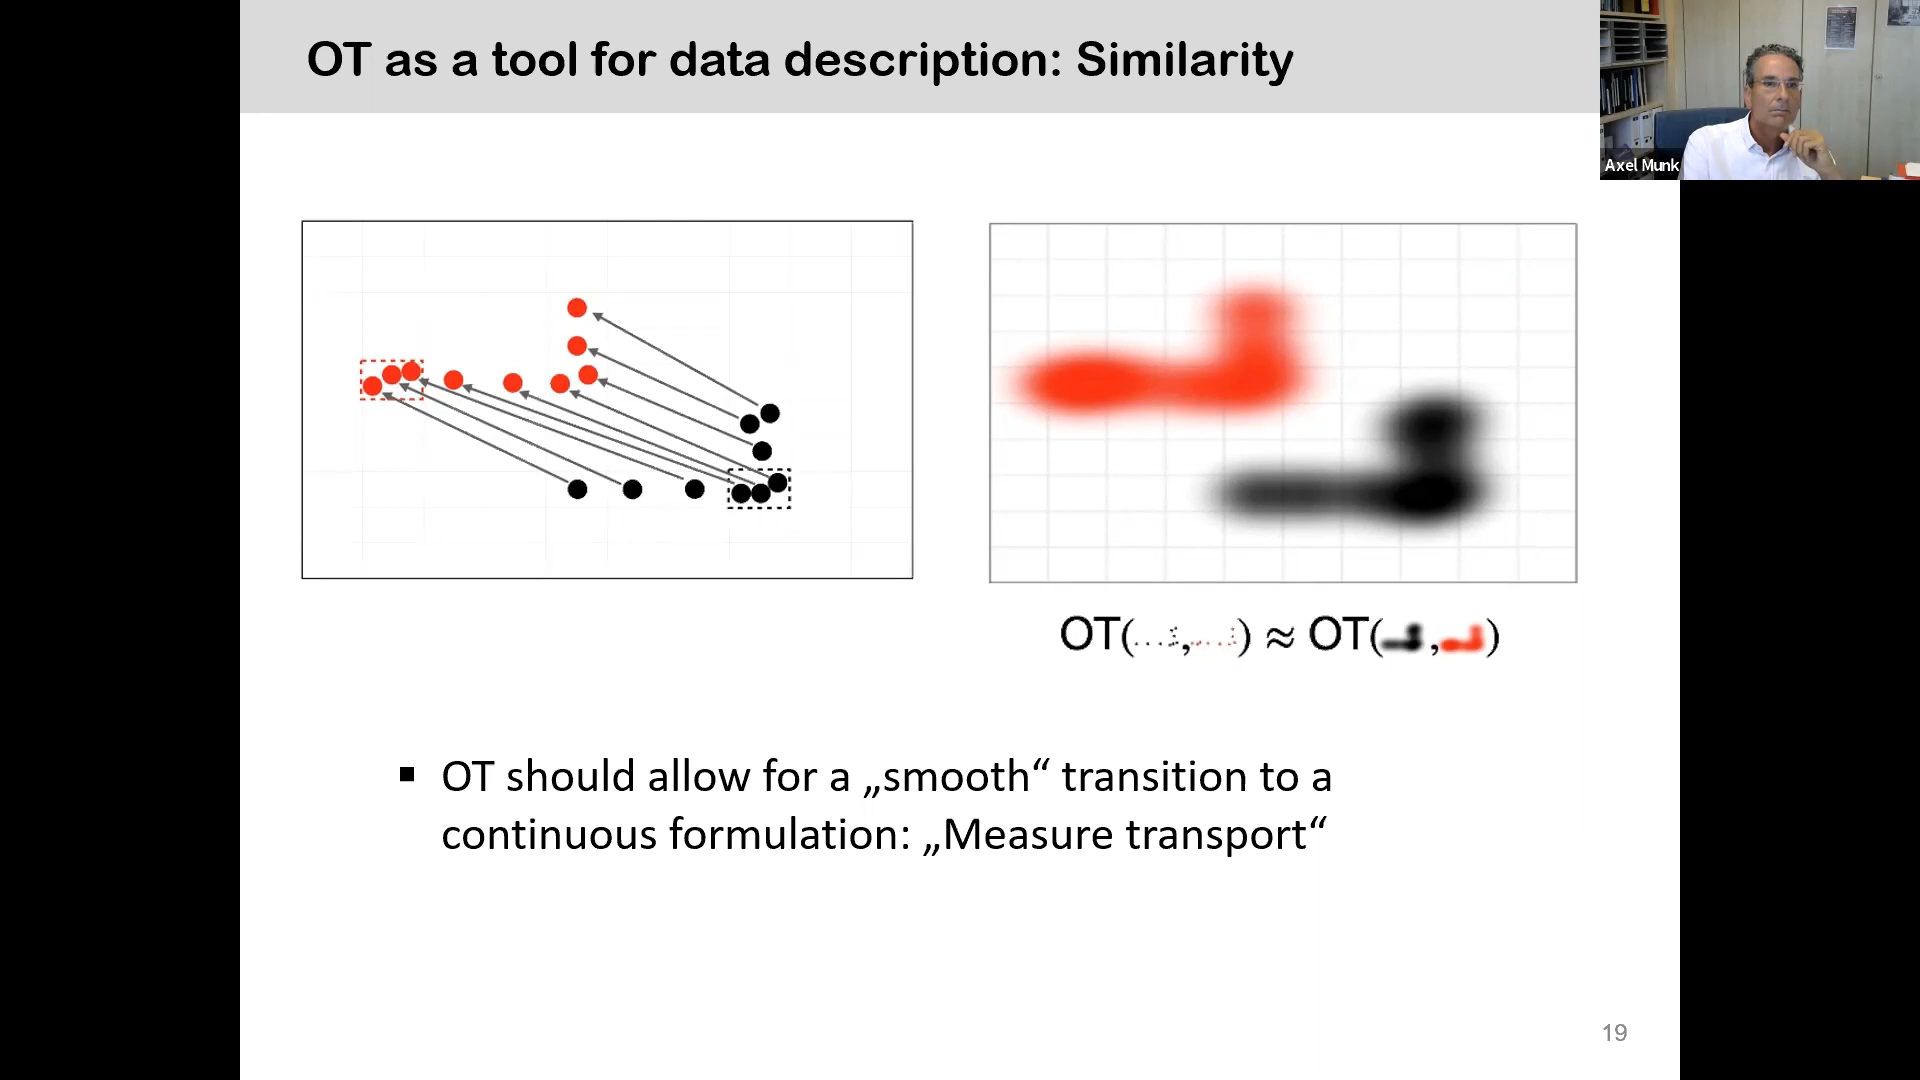 OT as a tool for data description: Similarity
Axel Munk
OT( , ) ≈ OT( , )
▪ OT should allow for a „smooth“ transition to a
continuous formulation: „Measure transport“
19